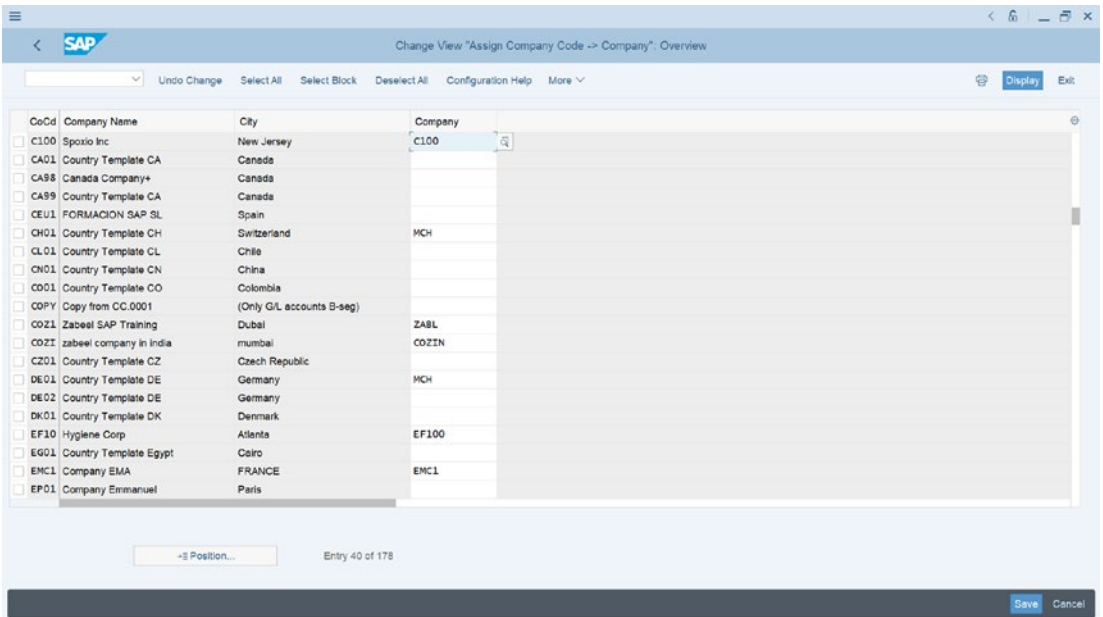 SAP
Change View "Assign Company Code -> Company": Overview
Undo Change Select All Select Block Deselect All Configuration Help More Display Exit
CoCd Company Name City Company
C100 Spoxio Inc New Jersey C100
CA01 Country Template CA Canada
CA98 Canada Company+ Canada
CA99 Country Template CA Canada
CEU1 FORMACION SAP SL Spain
CH01 Country Template CH Switzerland MCH
CL01 Country Template CL Chile
CN01 Country Template CN China
CO01 Country Template CO Colombia
COPY Copy from CC.0001 (Only G/L accounts B-seg)
COZ1 Zabeel SAP Training Dubai ZABL
COZI zabeel company in india mumbai COZIN
CZ01 Country Template CZ Czech Republic
DE01 Country Template DE Germany MCH
DE02 Country Template DE Germany
DK01 Country Template DK Denmark
EF10 Hygiene Corp Atlanta EF100
EG01 Country Template Egypt Cairo
EMC1 Company EMA FRANCE EMC1
EP01 Company Emmanuel Paris
Position... Entry 40 of 178
Save Cancel